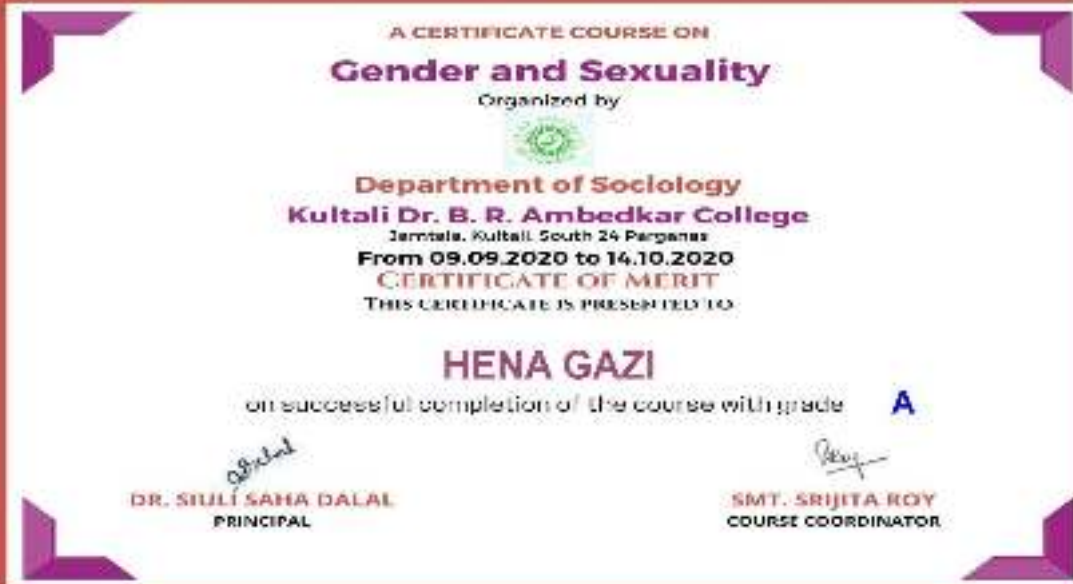 A CERTIFICATE COURSE ON
Gender and Sexuality
Organized by
Department of Sociology
Kultali Dr. B. R. Ambedkar College
Jamtala, Kultali, South 24 Parganas
From 09.09.2020 to 14.10.2020
CERTIFICATE OF MERIT
THIS CERTIFICATE IS PRESENTED TO
HENA GAZI
on successful completion of the course with grade A
DR. SIULI SAHA DALAL
PRINCIPAL
SMT. SRIJITA ROY
COURSE COORDINATOR